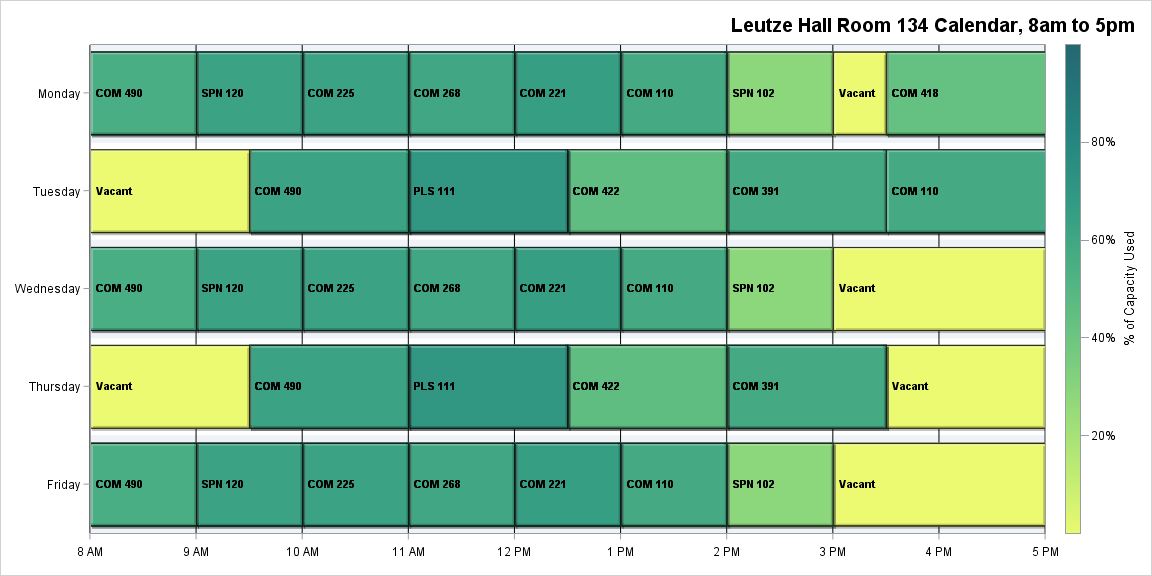 Leutze Hall Room 134 Calendar, 8am to 5pm
Monday COM 490 SPN 120 COM 225 COM 268 COM 221 COM 110 SPN 102 Vacant COM 418
80%
Tuesday Vacant COM 490 PLS 111 COM 422 COM 391 COM 110
60%
% of Capacity Used
Wednesday COM 490 SPN 120 COM 225 COM 268 COM 221 COM 110 SPN 102 Vacant
40%
Thursday Vacant COM 490 PLS 111 COM 422 COM 391 Vacant
20%
Friday COM 490 SPN 120 COM 225 COM 268 COM 221 COM 110 SPN 102 Vacant
8 AM 9 AM 10 AM 11 AM 12 PM 1 PM 2 PM 3 PM 4 PM 5 PM